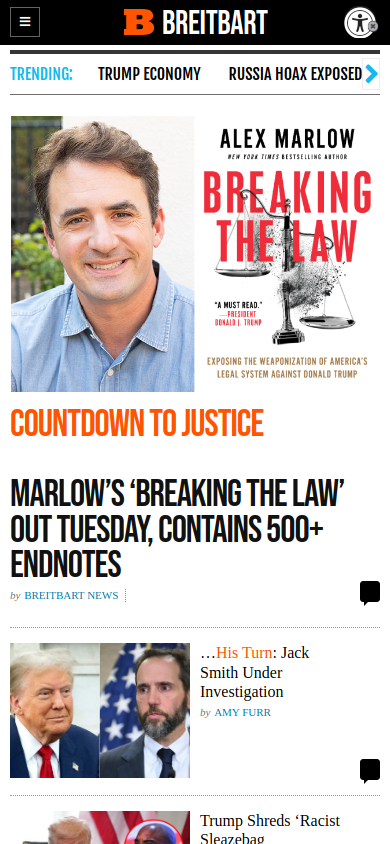 BREITBART
TRENDING: TRUMP ECONOMY RUSSIA HOAX EXPOSED
ALEX MARLOW
NEW YORK TIMES BESTSELLING AUTHOR
BREAKING
THE LAW
"A MUST READ."
—PRESIDENT
DONALD J. TRUMP
EXPOSING THE WEAPONIZATION OF AMERICA'S
LEGAL SYSTEM AGAINST DONALD TRUMP
COUNTDOWN TO JUSTICE
MARLOW'S 'BREAKING THE LAW'
OUT TUESDAY, CONTAINS 500+
ENDNOTES
by BREITBART NEWS
…His Turn: Jack
Smith Under
Investigation
by AMY FURR
Trump Shreds 'Racist
Sleazebag